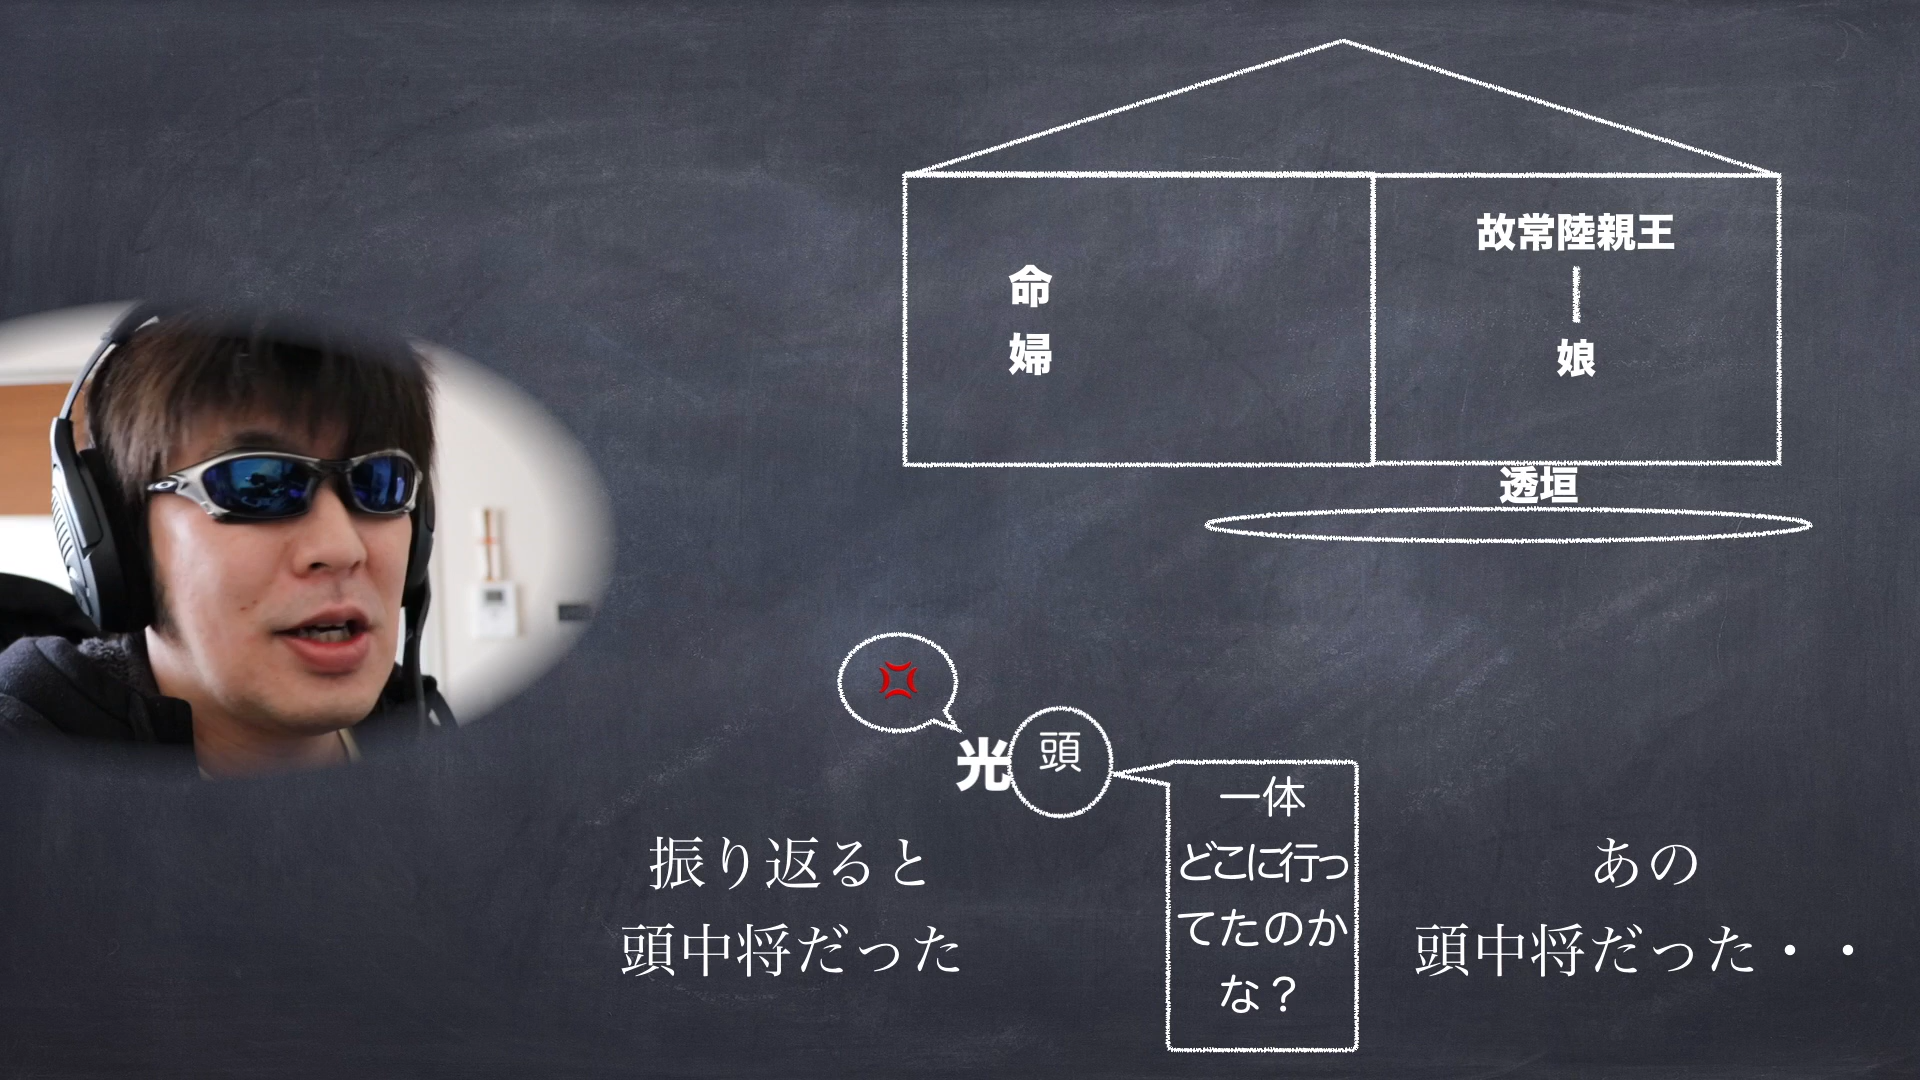 故常陸親王
娘
命
婦
透垣
光
頭
一体
どこに行っ
てたのか
な？
振り返ると
頭中将だった
あの
頭中将だった・・